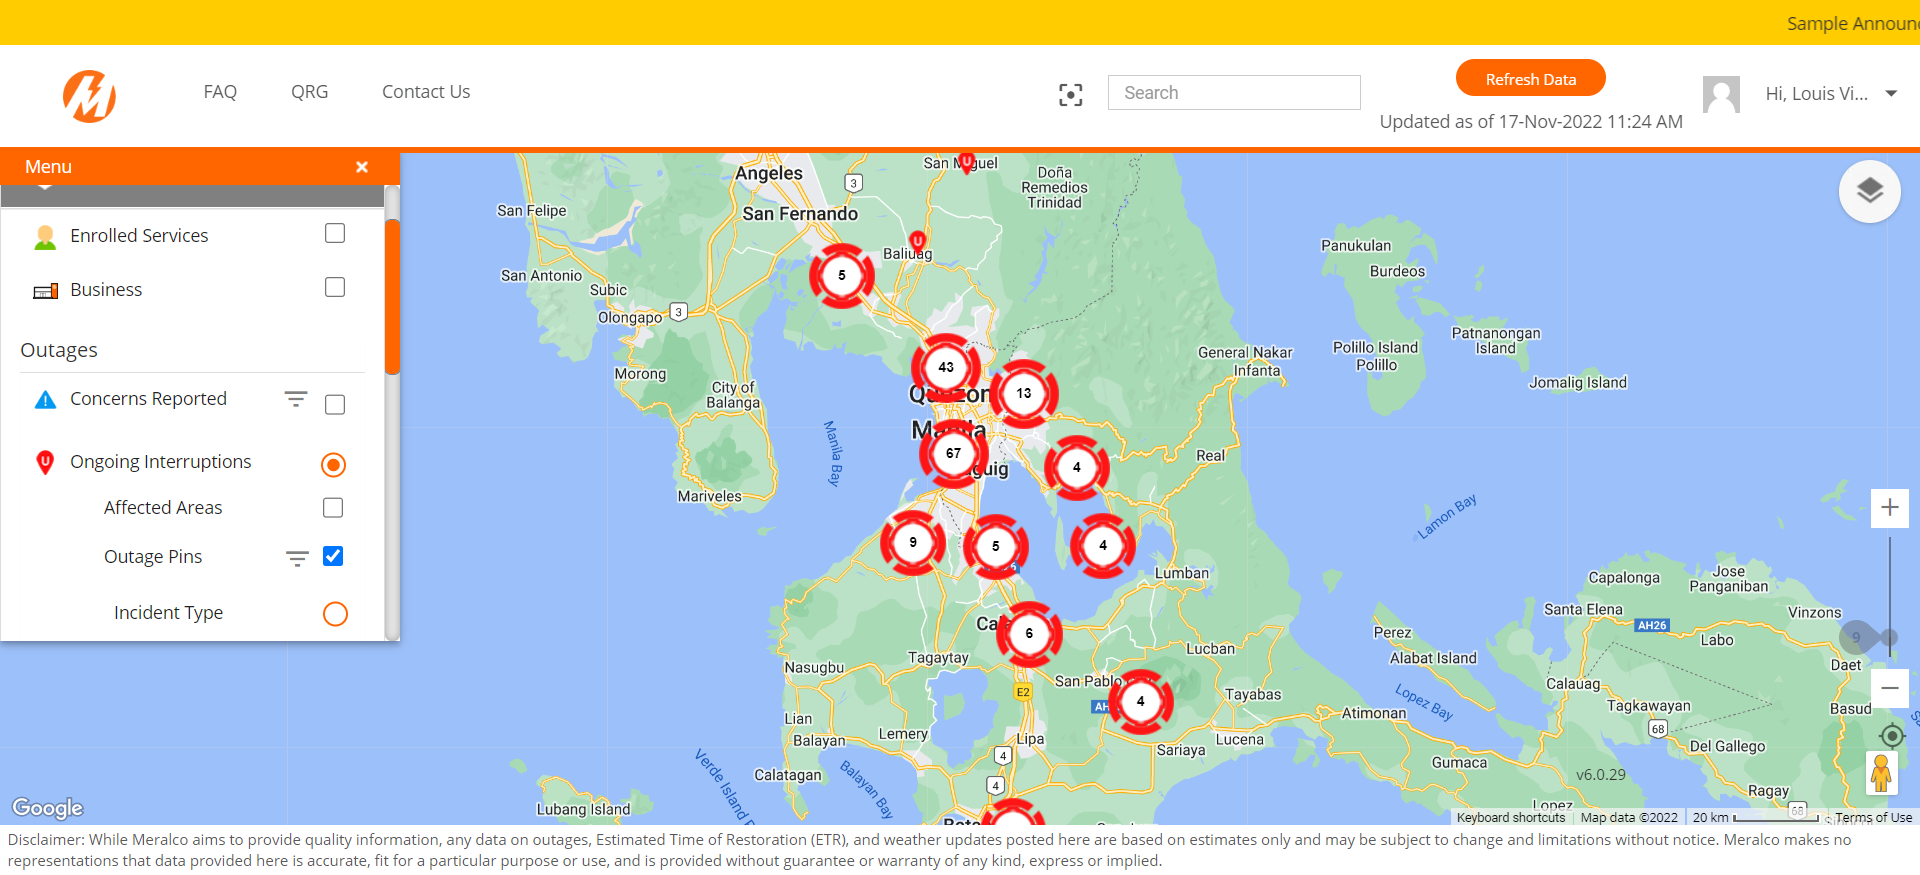 Sample Announc
FAQ
QRG
Contact Us
Search
Refresh Data
Updated as of 17-Nov-2022 11:24 AM
Hi, Louis Vi...
Menu
×
Enrolled Services
Business
Outages
Concerns Reported
Ongoing Interruptions
U
Affected Areas
Outage Pins
Incident Type
Angeles
3
San Miguel
U
Doña
Remedios
Trinidad
San Felipe
San Fernando
U
Baliuag
San Antonio
Subic
5
Olongapo
3
Panukulan
Burdeos
Patnanongan
Island
Polillo Island
Polillo
General Nakar
Infanta
Jomalig Island
Morong
City of
Balanga
43
13
Quezon
Manila
67
Taguig
4
Real
Manila Bay
Mariveles
Lamon Bay
9
5
4
Lumban
Capalonga
Jose
Panganiban
Santa Elena
AH26
Vinzons
Labo
9
Daet
6
Perez
Alabat Island
Lucban
Tagaytay
Nasugbu
San Pablo
E2
4
Tayabas
Calauag
Lopez Bay
Tagkawayan
Basud
Atimonan
68
Lian
Balayan
Lemery
Lipa
4
Sariaya
Lucena
Del Gallego
Gumaca
v6.0.29
Calatagan
Balayan Bay
Verde Island
4
Ragay
68
Lopez
Lubang Island
Google
Keyboard shortcuts
Map data ©2022
20 km
Terms of Use
Disclaimer: While Meralco aims to provide quality information, any data on outages, Estimated Time of Restoration (ETR), and weather updates posted here are based on estimates only and may be subject to change and limitations without notice. Meralco makes no
representations that data provided here is accurate, fit for a particular purpose or use, and is provided without guarantee or warranty of any kind, express or implied.